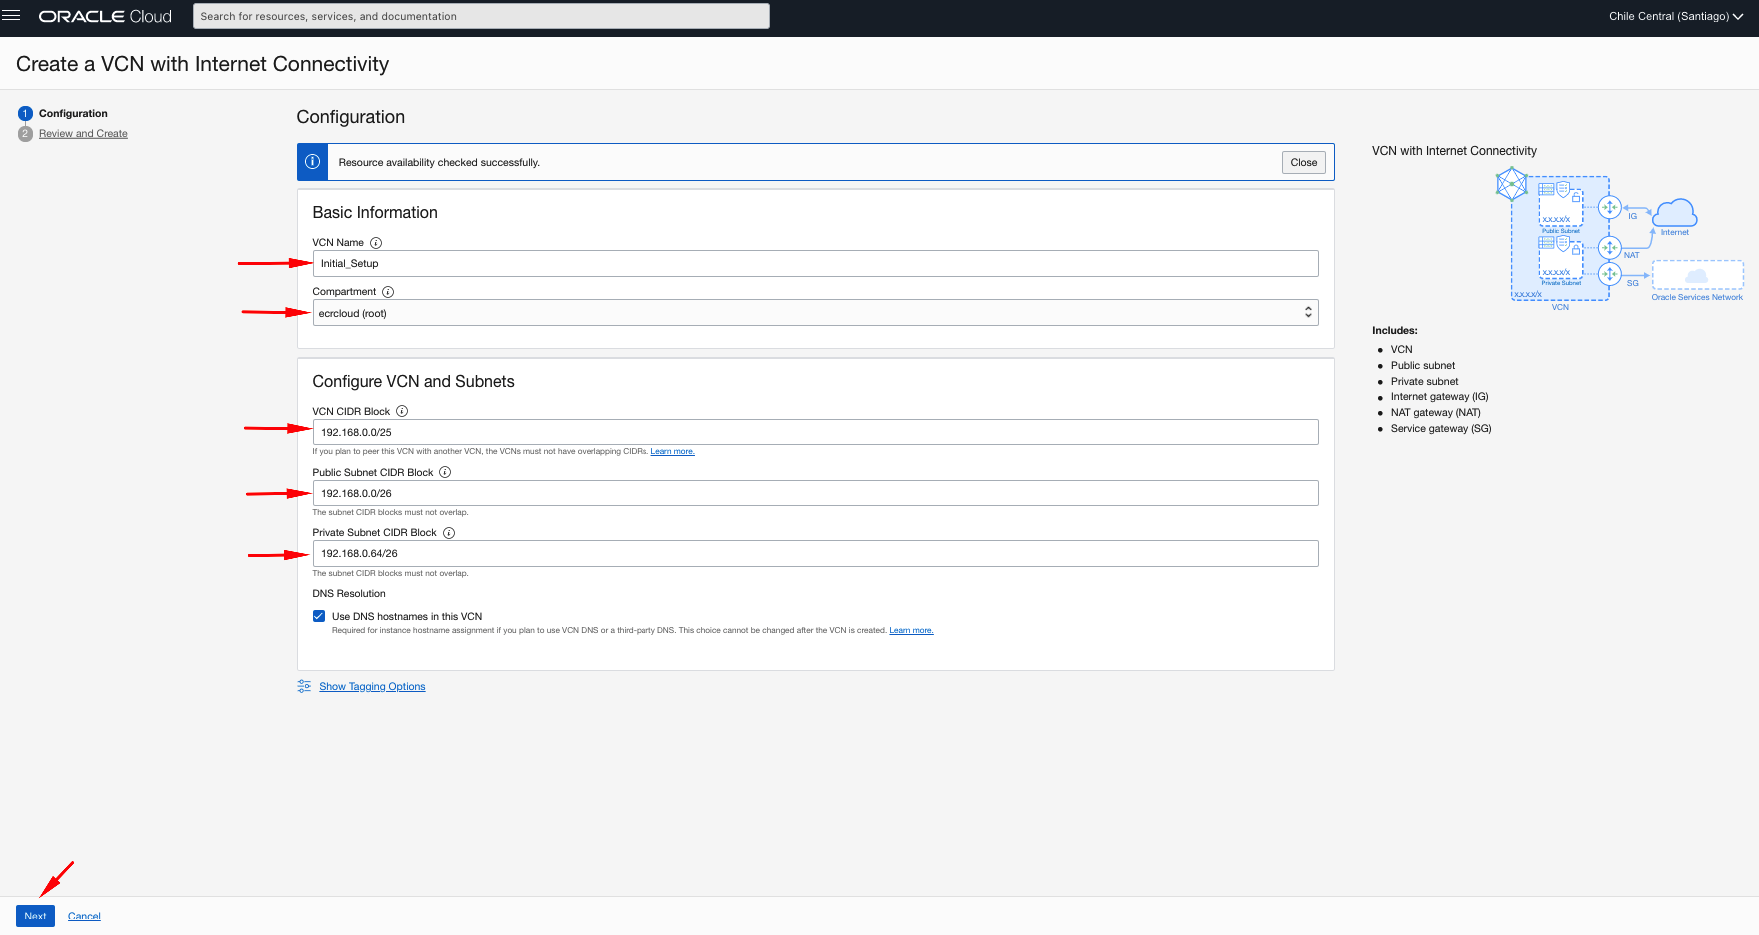 ORACLE Cloud
Search for resources, services, and documentation
Chile Central (Santiago)
Create a VCN with Internet Connectivity
1 Configuration
2 Review and Create
Configuration
Resource availability checked successfully.
Close
Basic Information
VCN Name
Initial_Setup
Compartment
ecrcloud (root)
Configure VCN and Subnets
VCN CIDR Block
192.168.0.0/25
If you plan to peer this VCN with another VCN, the VCNs must not have overlapping CIDRs. Learn more.
Public Subnet CIDR Block
192.168.0.0/26
The subnet CIDR blocks must not overlap.
Private Subnet CIDR Block
192.168.0.64/26
The subnet CIDR blocks must not overlap.
DNS Resolution
Use DNS hostnames in this VCN
Required for instance hostname assignment if you plan to use VCN DNS or a third-party DNS. This choice cannot be changed after the VCN is created. Learn more.
Show Tagging Options
VCN with Internet Connectivity
X.X.X.X/X
Public Subnet
IG
Internet
NAT
X.X.X.X/X
Private Subnet
SG
X.X.X.X/X
Oracle Services Network
VCN
Includes:
VCN
Public subnet
Private subnet
Internet gateway (IG)
NAT gateway (NAT)
Service gateway (SG)
Next
Cancel